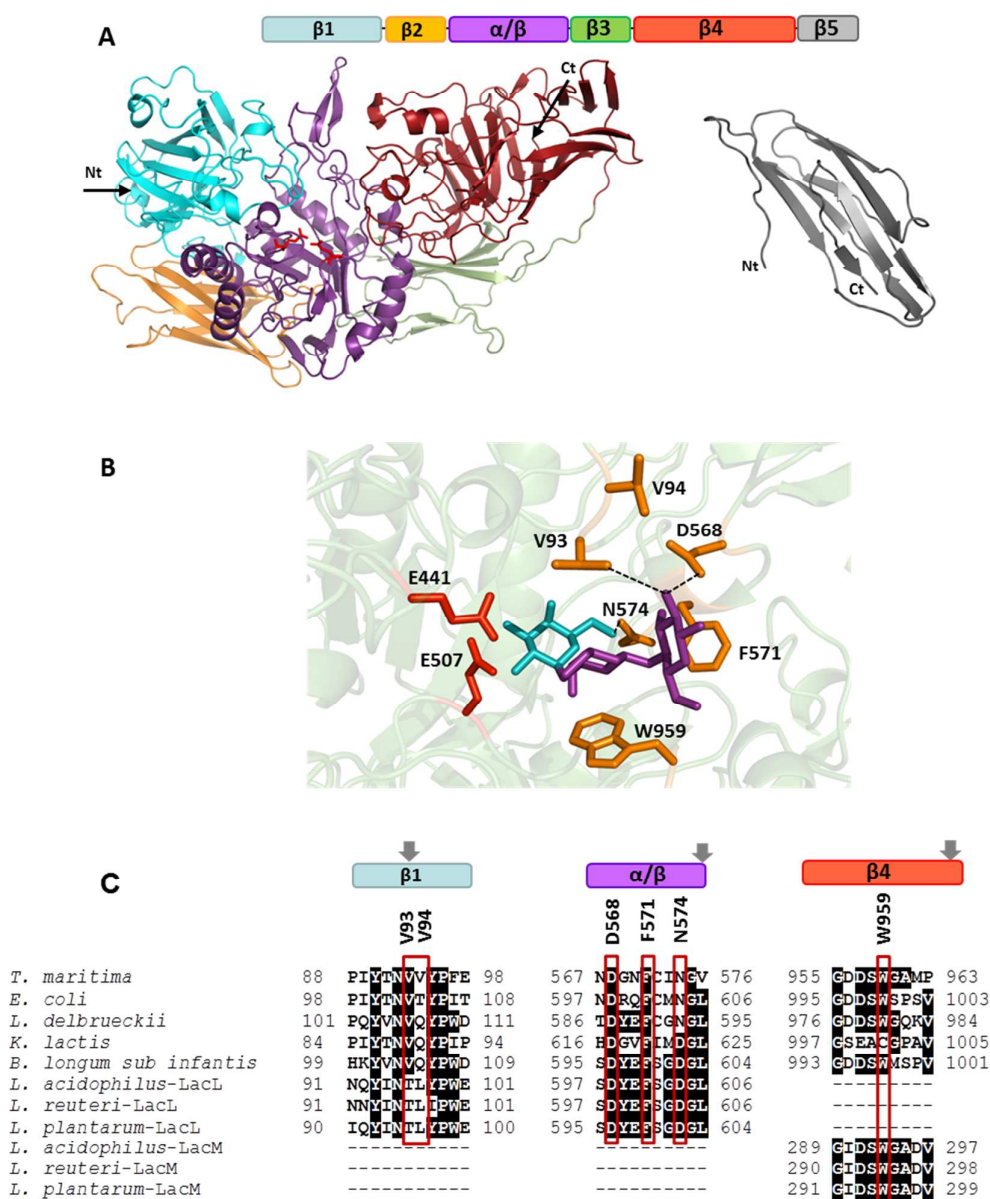 A
β1 β2 α/β β3 β4 β5
Ct
Nt
Nt
Ct
B
V94
V93
D568
E441
N574
E507
F571
W959
C
β1 α/β β4
V93 V94 D568 F571 N574 W959
T. maritima 88 PIYTNVVYPFE 98 567 NDGNFCINGV 576 955 GDDSWGAMP 963
E. coli 98 PIYTNVTYPIT 108 597 NDRQFCMNGL 606 995 GDDSWSPSV 1003
L. delbrueckii 101 PQYVNVQYPWD 111 586 TDYEFCGNGL 595 976 GDDSWGQKV 984
K. lactis 84 PIYTNVQYPIP 94 616 HDGVFIMDGL 625 997 GSEACGPAV 1005
B. longum sub infantis 99 HKYVNVQYPWD 109 595 SDYEFSGDGL 604 993 GDDSWMSPV 1001
L. acidophilus-LacL 91 NQYINTLYPWE 101 597 SDYEFSGDGL 606 ---------
L. reuteri-LacL 91 NNYINTLIPWE 101 597 SDYEFSGDGL 606 ---------
L. plantarum-LacL 90 IQYINTLYPWE 100 595 SDYEFSGDGL 604 ---------
L. acidophilus-LacM ----------- ---------- 289 GIDSWGADV 297
L. reuteri-LacM ----------- ---------- 290 GIDSWGADV 298
L. plantarum-LacM ----------- ---------- 291 GIDSWGADV 299